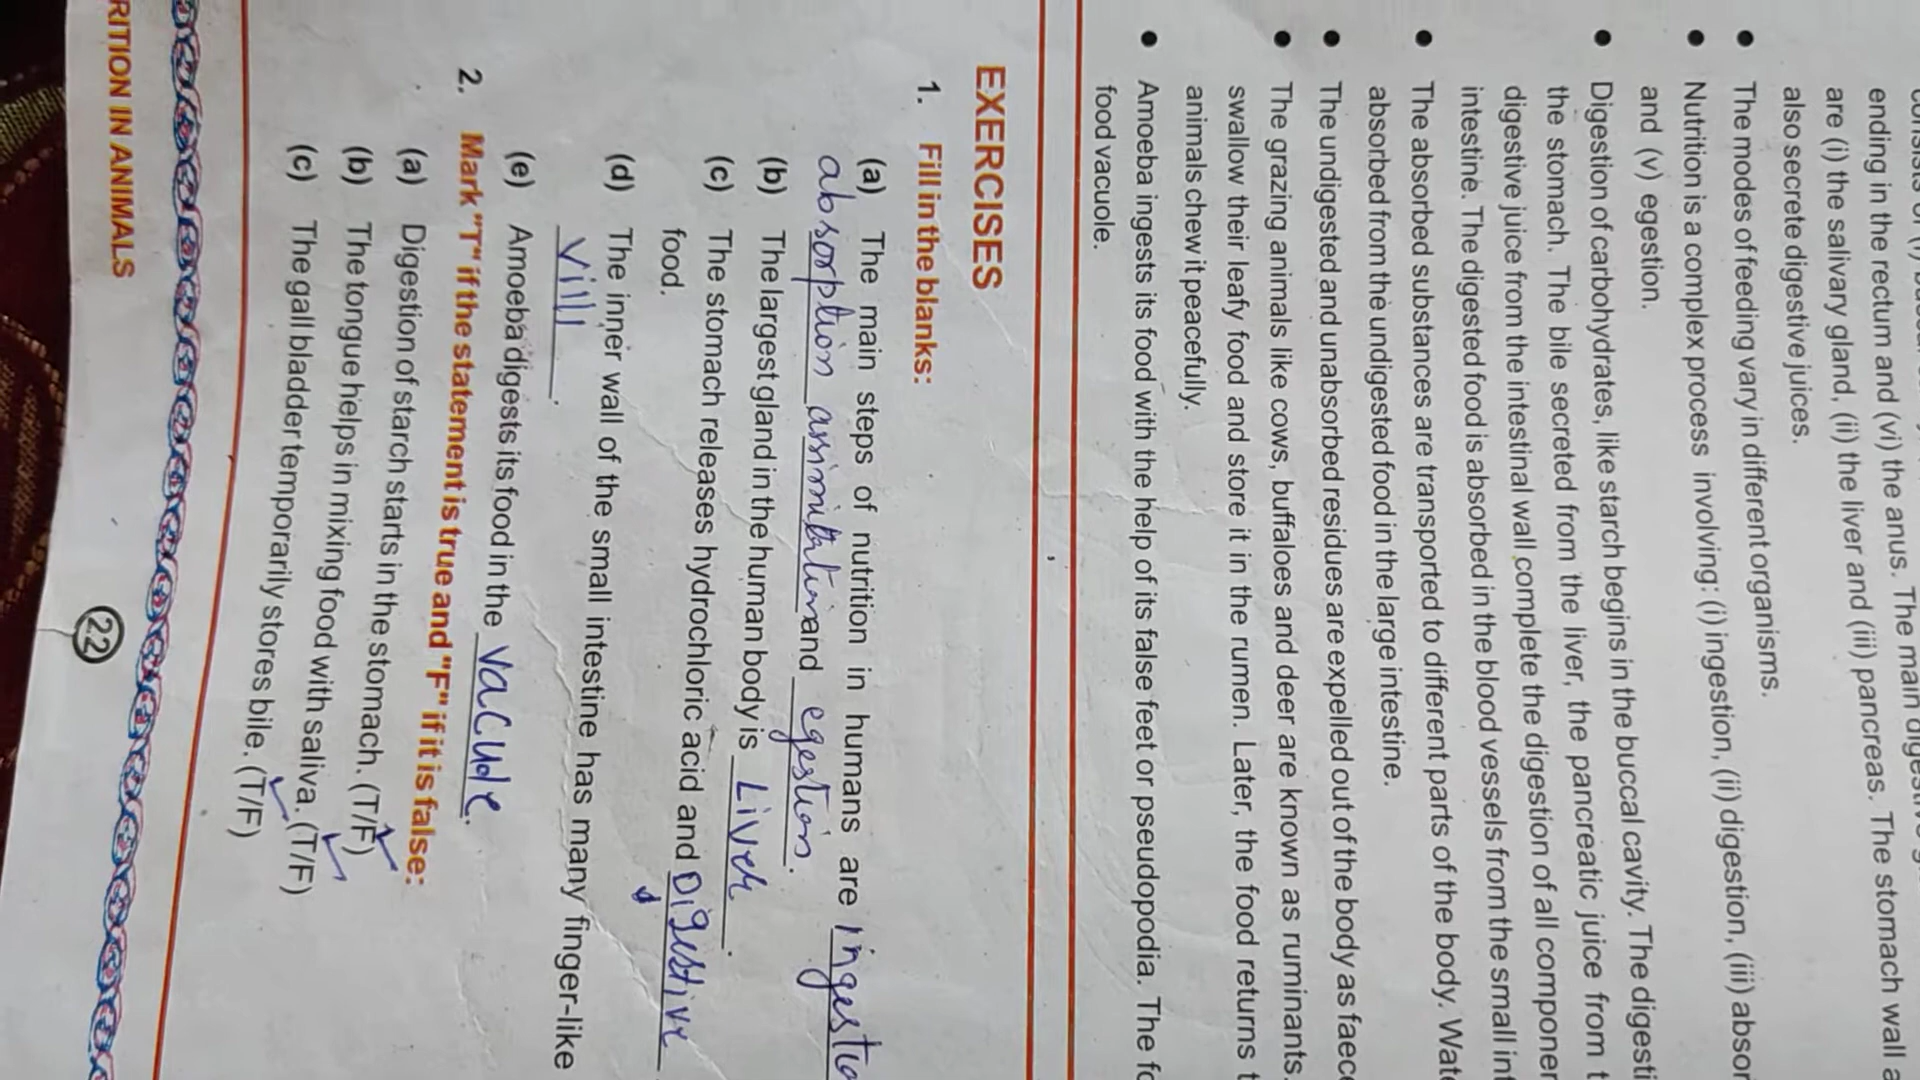 ending in the rectum and (vi) the anus. The main
are (i) the salivary gland, (ii) the liver and (iii) pancreas. The stomach wall
also secrete digestive juices.
• The modes of feeding vary in different organisms.
• Nutrition is a complex process involving: (i) ingestion, (ii) digestion, (iii)
and (v) egestion.
• Digestion of carbohydrates, like starch begins in the buccal cavity. The
the stomach. The bile secreted from the liver, the pancreatic juice from
digestive juice from the intestinal wall complete the digestion of all
intestine. The digested food is absorbed in the blood vessels from the small
• The absorbed substances are transported to different parts of the body.
absorbed from the undigested food in the large intestine.
• The undigested and unabsorbed residues are expelled out of the body as
• The grazing animals like cows, buffaloes and deer are known as ruminants.
swallow their leafy food and store it in the rumen. Later, the food returns
animals chew it peacefully.
• Amoeba ingests its food with the help of its false feet or pseudopodia. The
food vacuole.
EXERCISES
1. Fill in the blanks:
(a) The main steps of nutrition in humans are
absorption and egestion.
(b) The largest gland in the human body is Liver.
(c) The stomach releases hydrochloric acid and Digestive
food.
(d) The inner wall of the small intestine has many finger-like
villi.
(e) Amoeba digests its food in the
2. Mark "T" if the statement is true and "F" if it is false:
(a) Digestion of starch starts in the stomach. (T/F)
(b) The tongue helps in mixing food with saliva. (T/F)
(c) The gall bladder temporarily stores bile. (T/F)
RITION IN ANIMALS
22